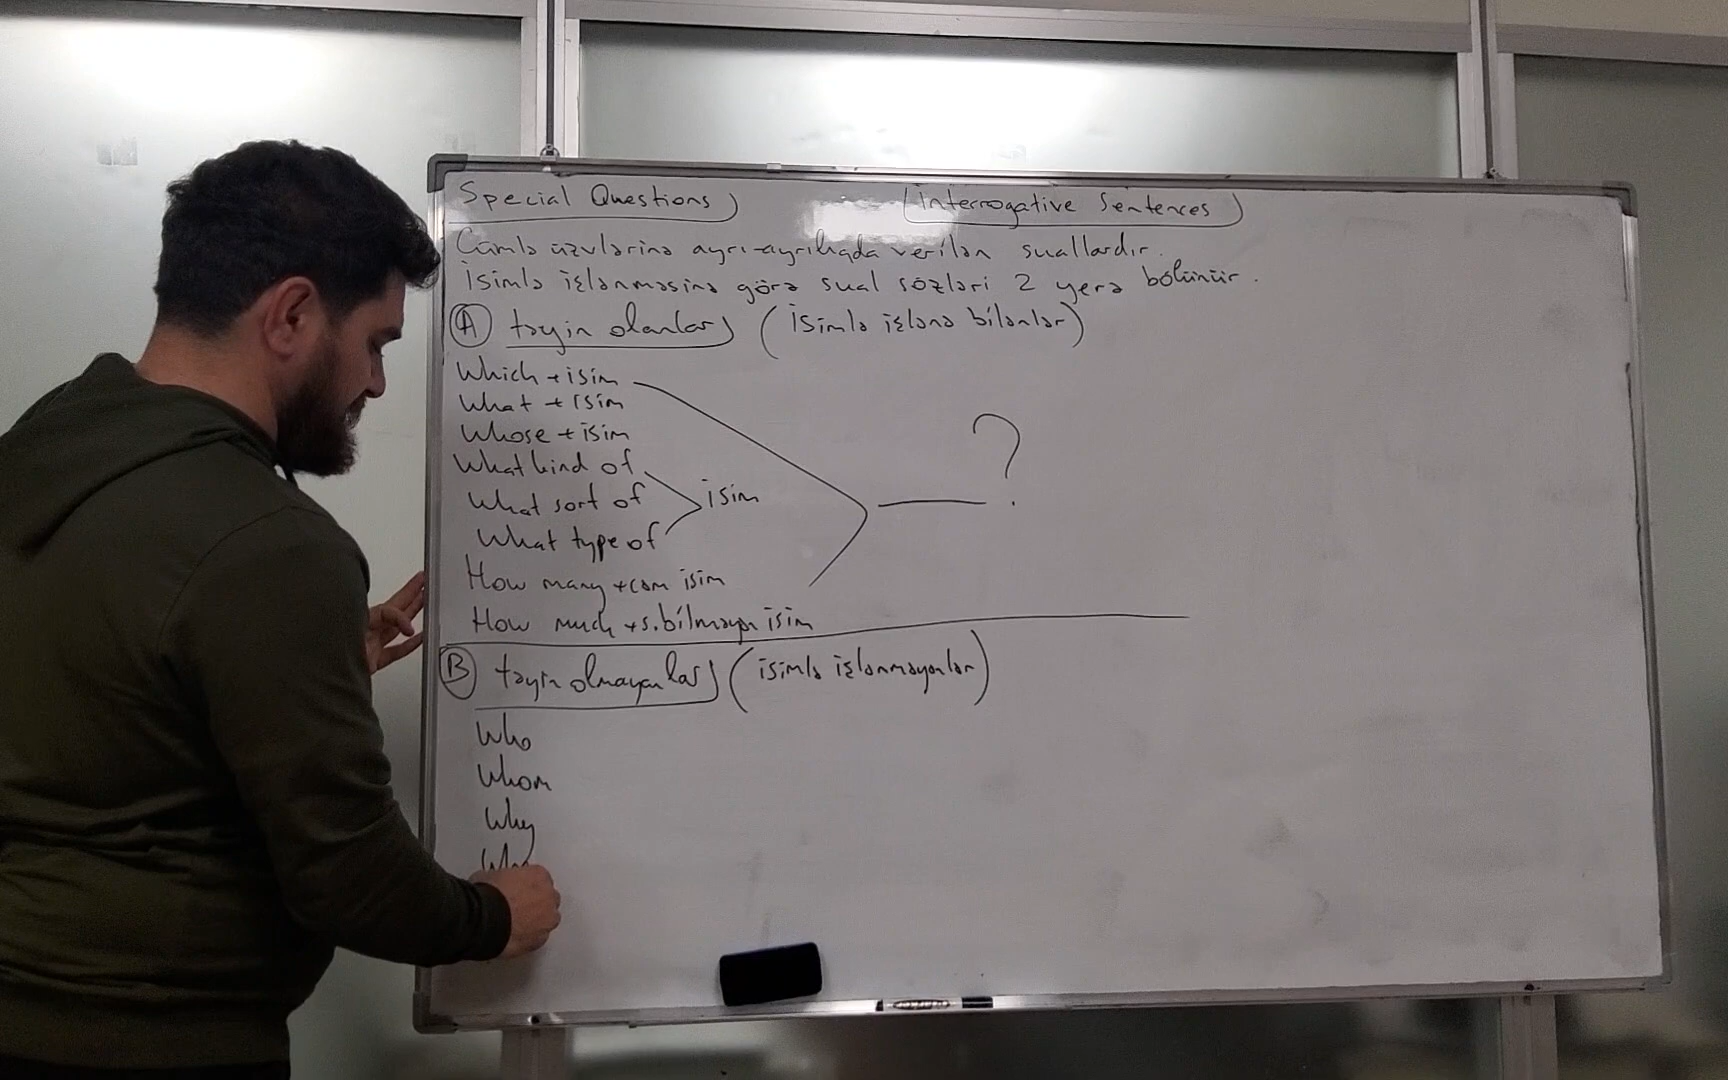 Special Questions (Interrogative Sentences)
Cümlə üzvlərinə ayrı-ayrılıqda verilən suallardır.
İsimlə işlənməsinə görə sual sözləri 2 yerə bölünür.
A təyin olanlar (İsimlə işlənə bilənlər)
Which + isim
What + isim
Whose + isim
What kind of
What sort of isim
What type of
?
How many + cəm isim
How much + s.bilməyən isim
B təyin olmayanlar (isimlə işlənməyənlər)
Who
Whom
Why